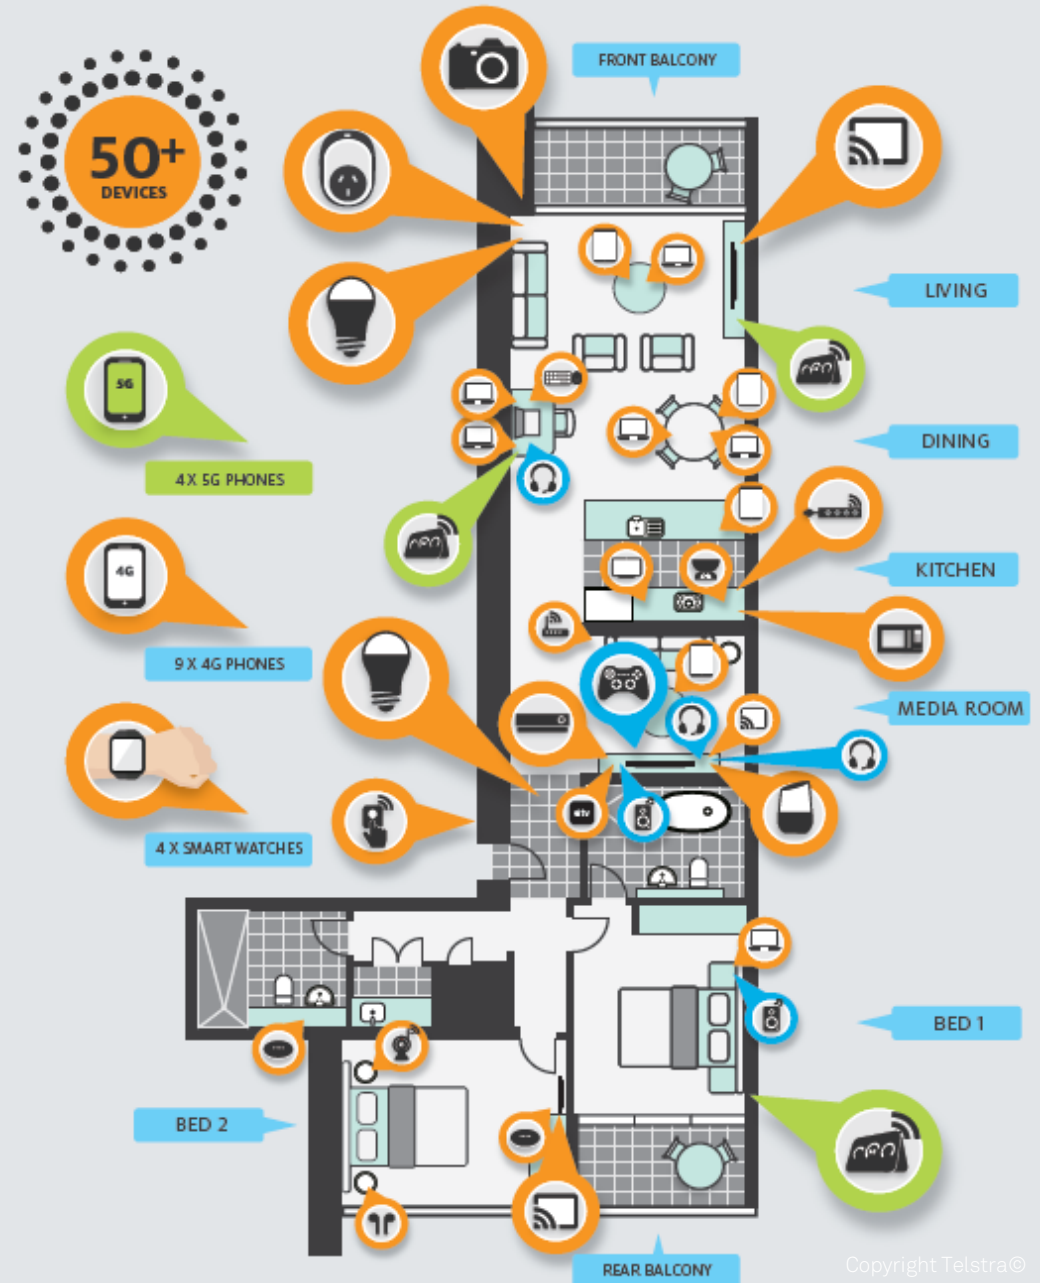 FRONT BALCONY
50+
DEVICES
LIVING
5G
4 X 5G PHONES
DINING
4G
KITCHEN
9 X 4G PHONES
MEDIA ROOM
tv
4 X SMART WATCHES
BED 1
BED 2
REAR BALCONY
Copyright Telstra©